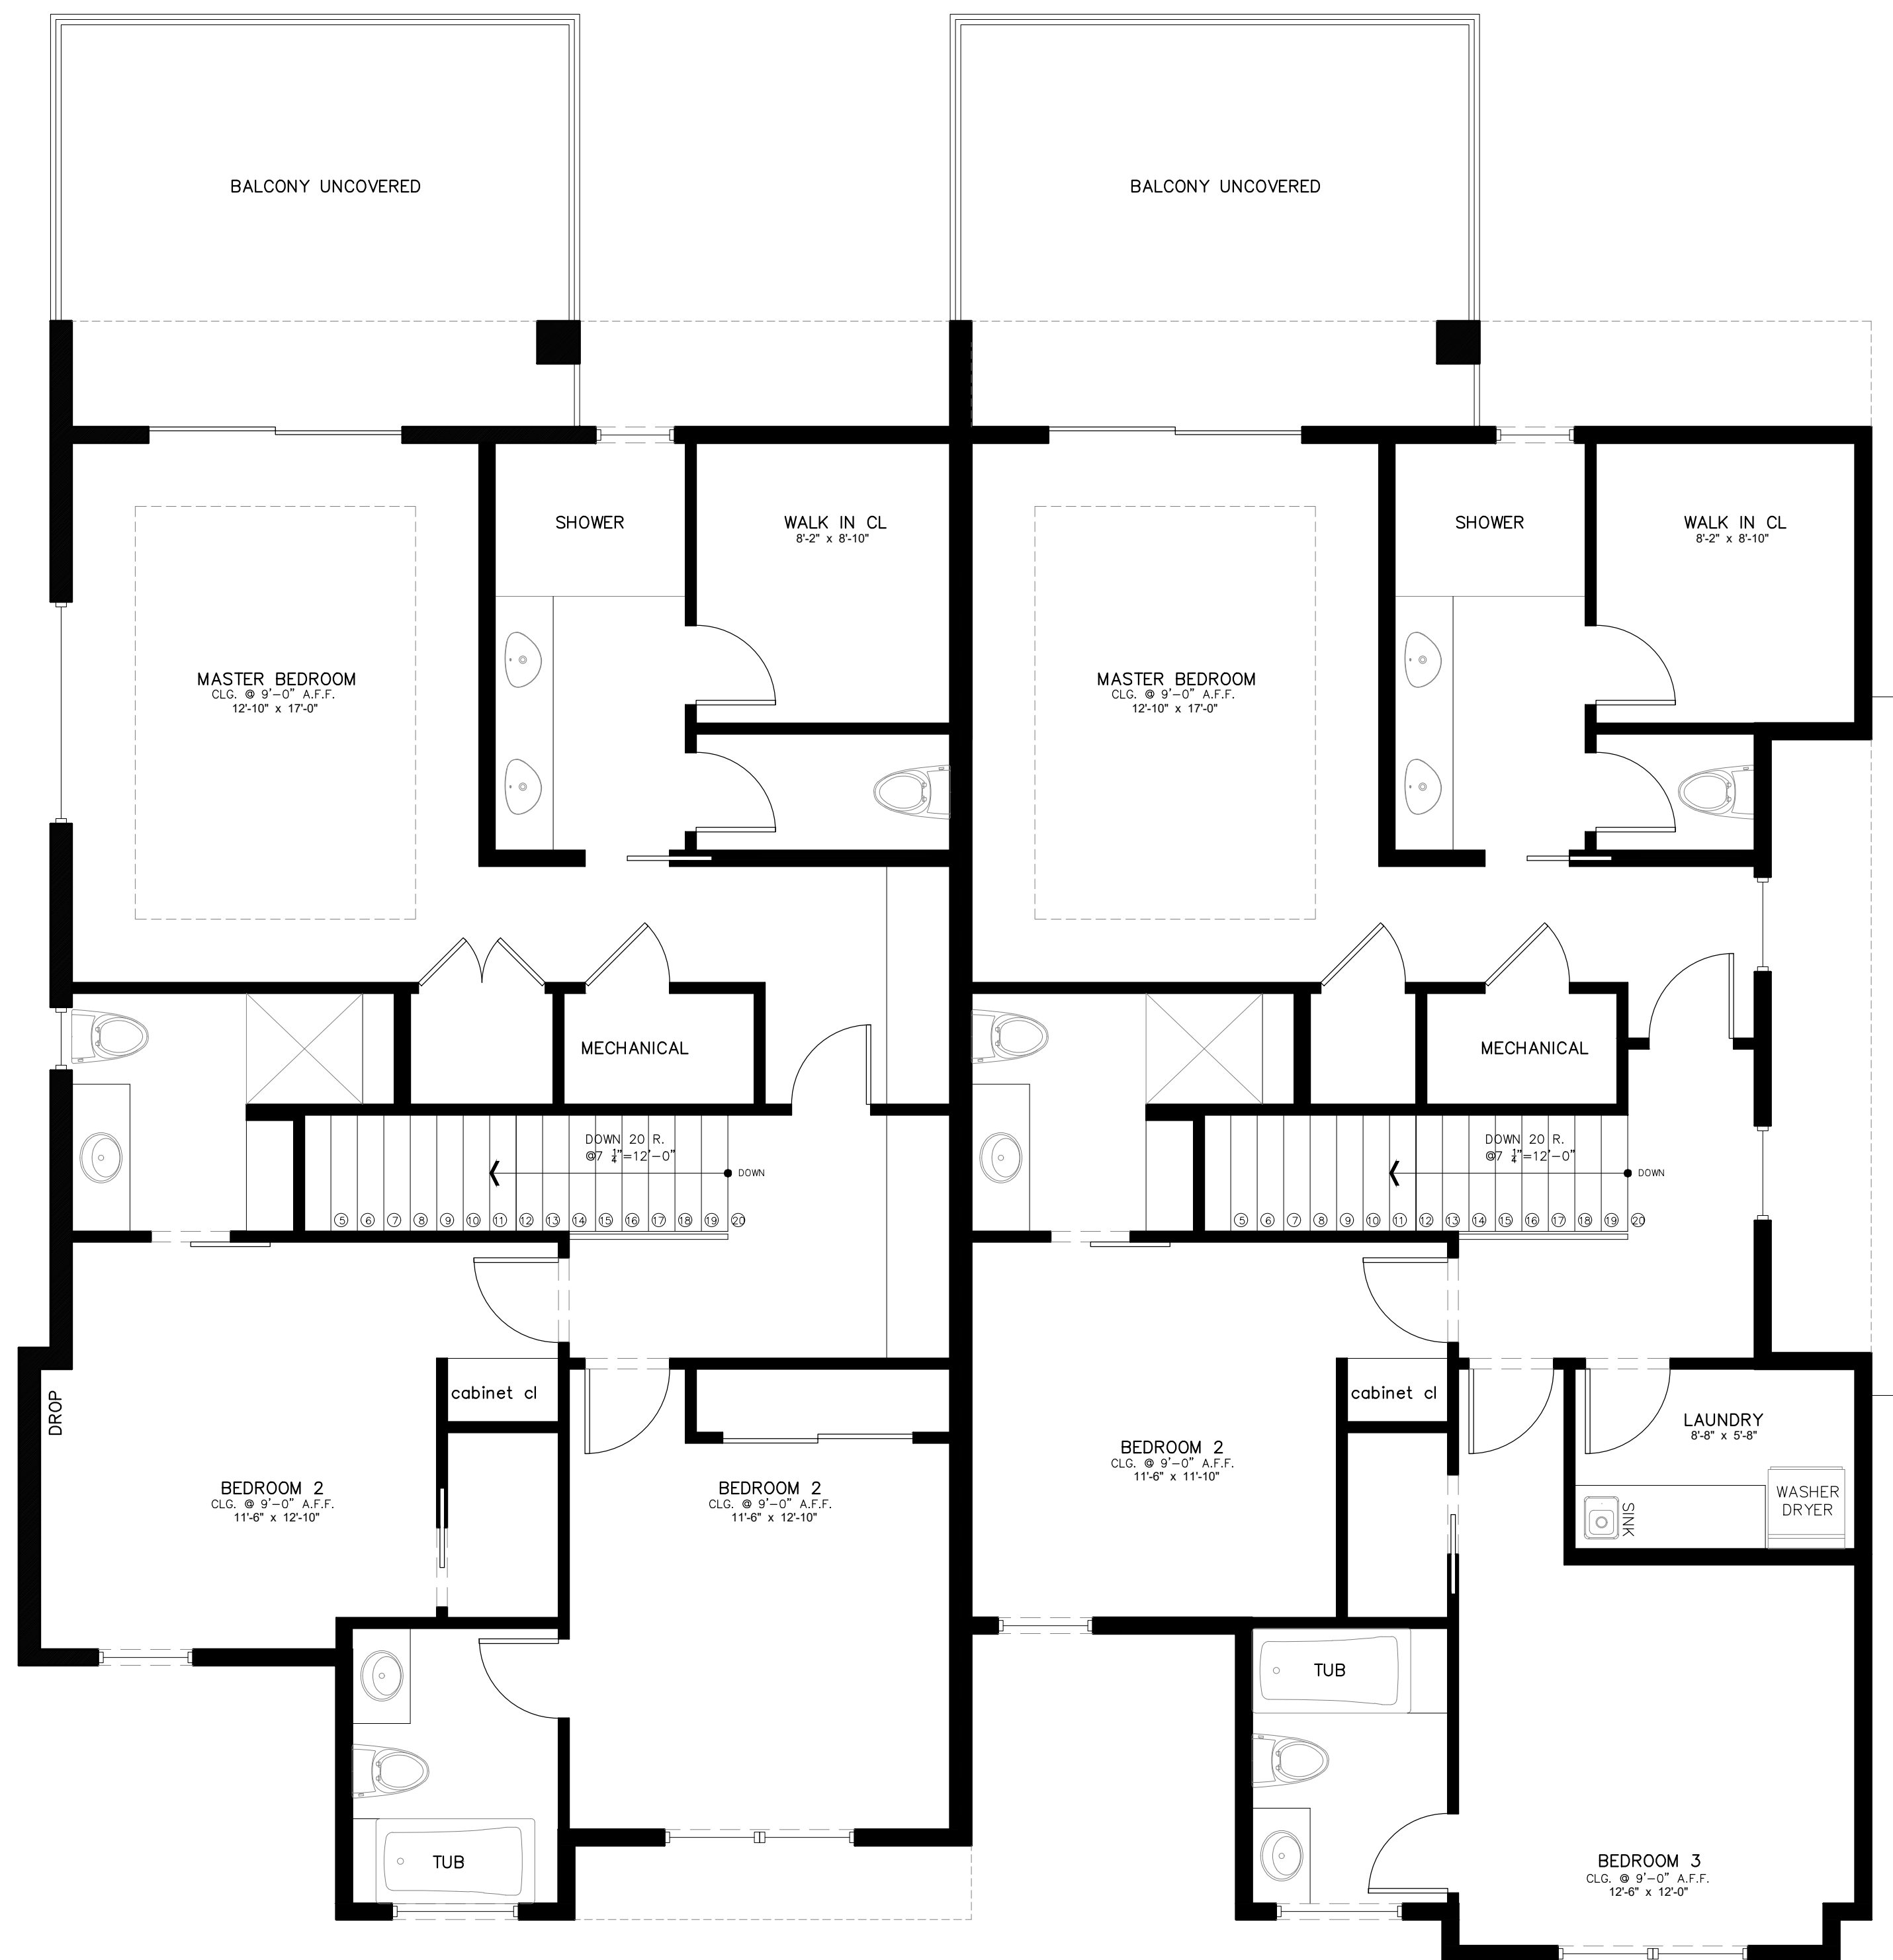 BALCONY UNCOVERED
BALCONY UNCOVERED
SHOWER
WALK IN CL
8'-2" x 8'-10"
SHOWER
WALK IN CL
8'-2" x 8'-10"
MASTER BEDROOM
CLG. @ 9'-0" A.F.F.
12'-10" x 17'-0"
MASTER BEDROOM
CLG. @ 9'-0" A.F.F.
12'-10" x 17'-0"
MECHANICAL
MECHANICAL
DOWN 20 R.
@7 1/4"=12'-0"
DOWN
5 6 7 8 9 10 11 12 13 14 15 16 17 18 19 20
DOWN 20 R.
@7 1/4"=12'-0"
DOWN
5 6 7 8 9 10 11 12 13 14 15 16 17 18 19 20
DROP
cabinet cl
cabinet cl
BEDROOM 2
CLG. @ 9'-0" A.F.F.
11'-6" x 12'-10"
BEDROOM 2
CLG. @ 9'-0" A.F.F.
11'-6" x 12'-10"
BEDROOM 2
CLG. @ 9'-0" A.F.F.
11'-6" x 11'-10"
LAUNDRY
8'-8" x 5'-8"
SINK
WASHER
DRYER
TUB
TUB
BEDROOM 3
CLG. @ 9'-0" A.F.F.
12'-6" x 12'-0"